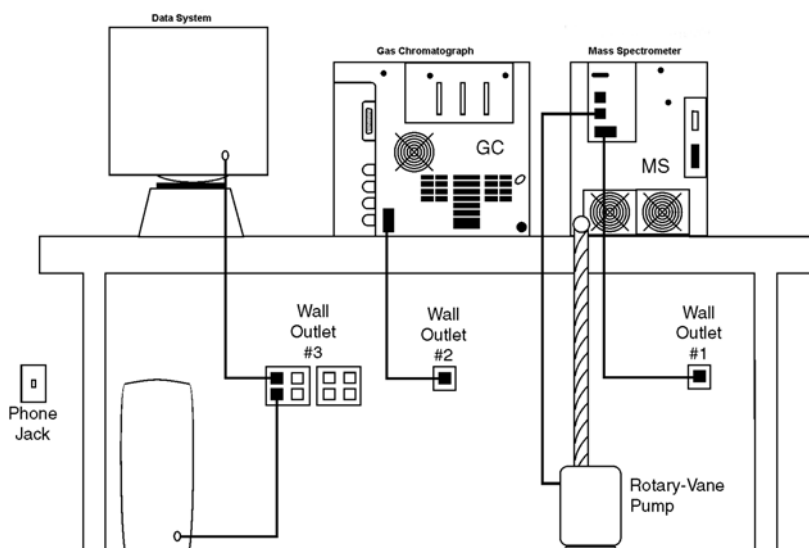 Data System
Gas Chromatograph
Mass Spectrometer
GC
MS
Wall
Outlet
#3
Wall
Outlet
#2
Wall
Outlet
#1
Phone
Jack
Rotary-Vane
Pump